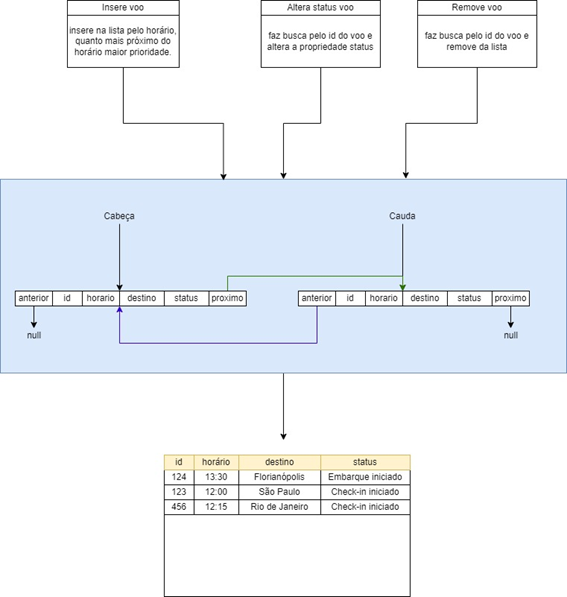 Insere voo
insere na lista pelo horário,
quanto mais próximo do
horário maior prioridade.
Altera status voo
faz busca pelo id do voo e
altera a propriedade status
Remove voo
faz busca pelo id do voo e
remove da lista
Cabeça
Cauda
anterior id horario destino status proximo
anterior id horario destino status proximo
null
null
id horário destino status
124 13:30 Florianópolis Embarque iniciado
123 12:00 São Paulo Check-in iniciado
456 12:15 Rio de Janeiro Check-in iniciado